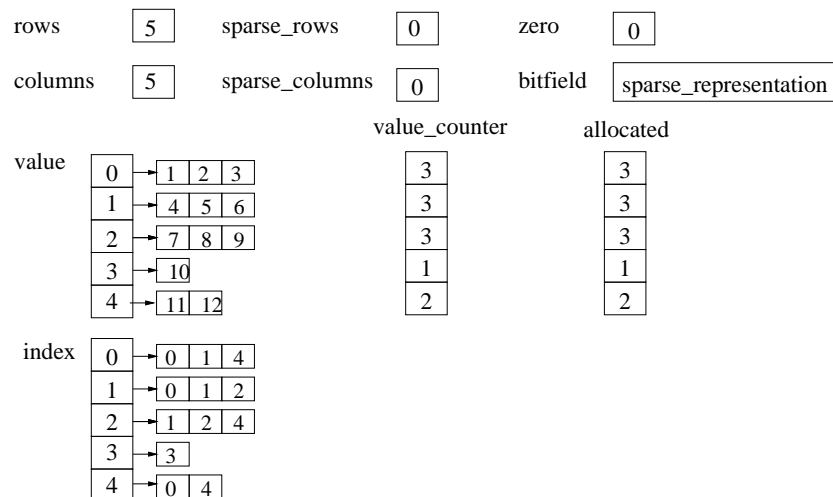 rows 5 sparse_rows 0 zero 0
columns 5 sparse_columns 0 bitfield sparse_representation
value_counter allocated
value 0 1 2 3 3 3
1 4 5 6 3 3
2 7 8 9 3 3
3 10 1 1
4 11 12 2 2
index 0 0 1 4
1 0 1 2
2 1 2 4
3 3
4 0 4